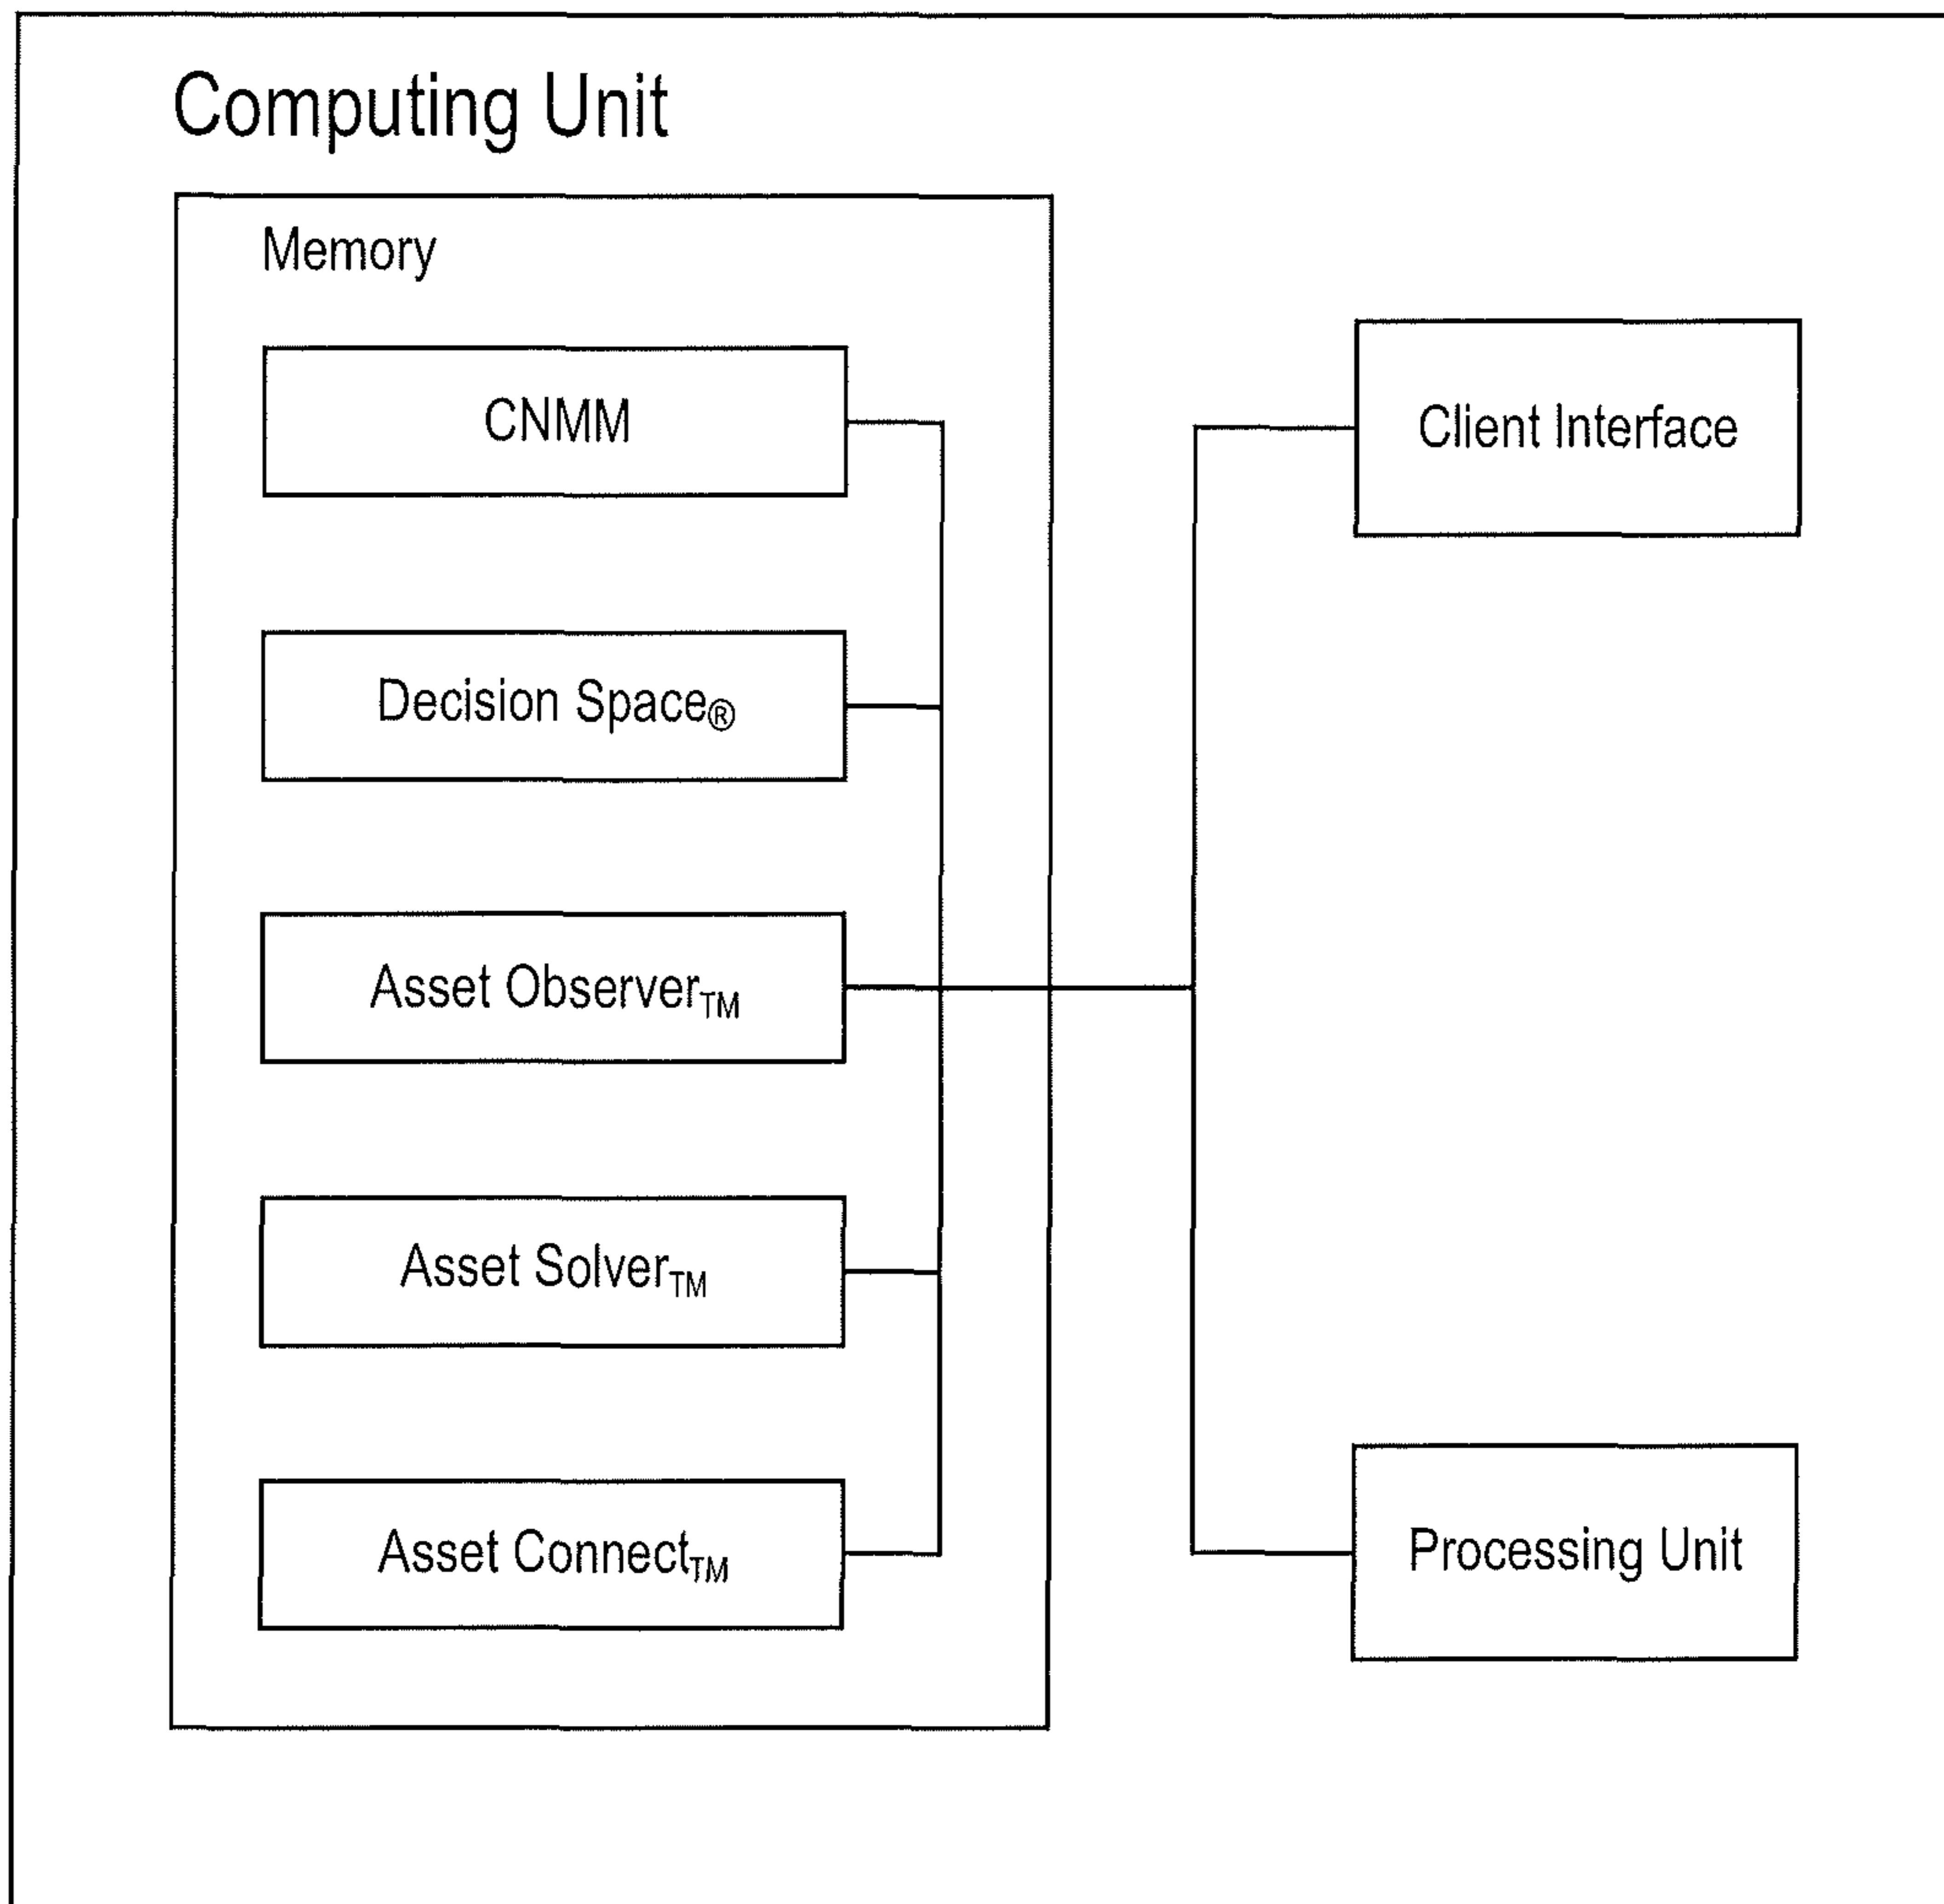 Computing Unit
Memory
CNMM
Client Interface
Decision Space®
Asset Observer™
Asset Solver™
Asset Connect™
Processing Unit